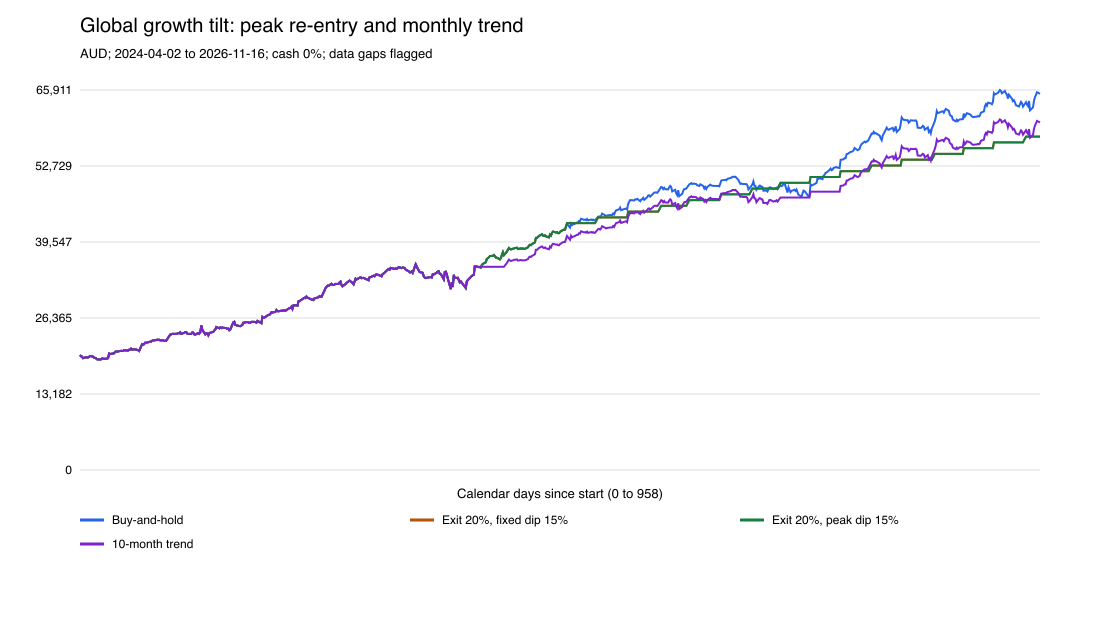 Global growth tilt: peak re-entry and monthly trend
AUD; 2024-04-02 to 2026-11-16; cash 0%; data gaps flagged
65,911
52,729
39,547
26,365
13,182
0
Calendar days since start (0 to 958)
Buy-and-hold
Exit 20%, fixed dip 15%
Exit 20%, peak dip 15%
10-month trend